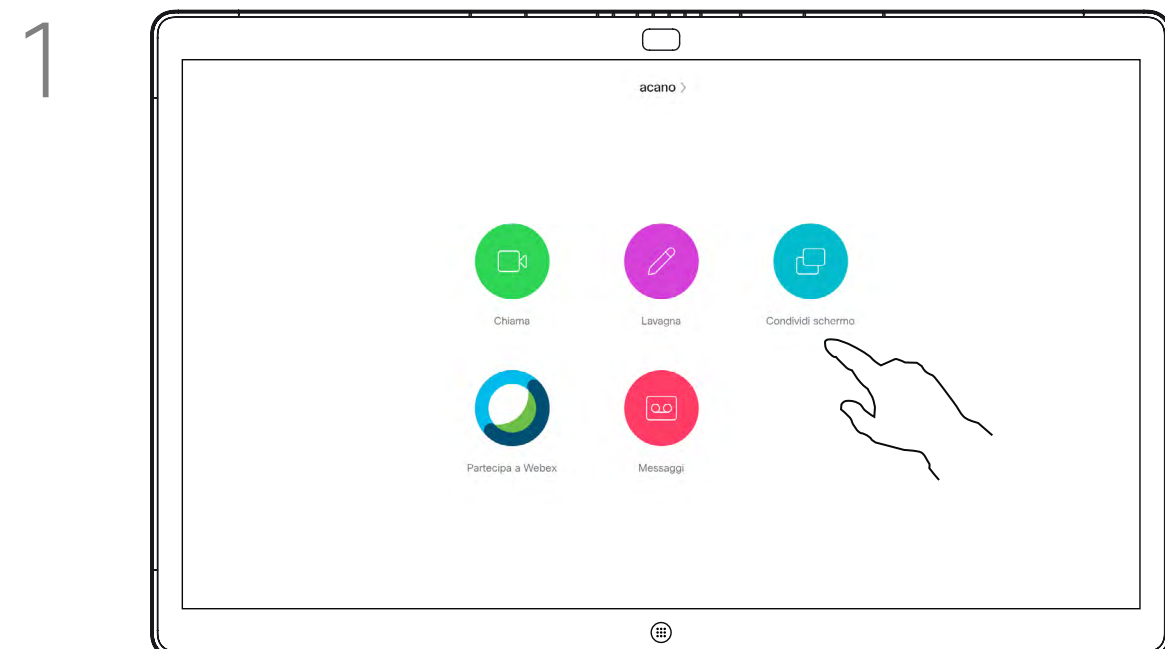 1
acano >
Chiama
Lavagna
Condividi schermo
Partecipa a Webex
Messaggi